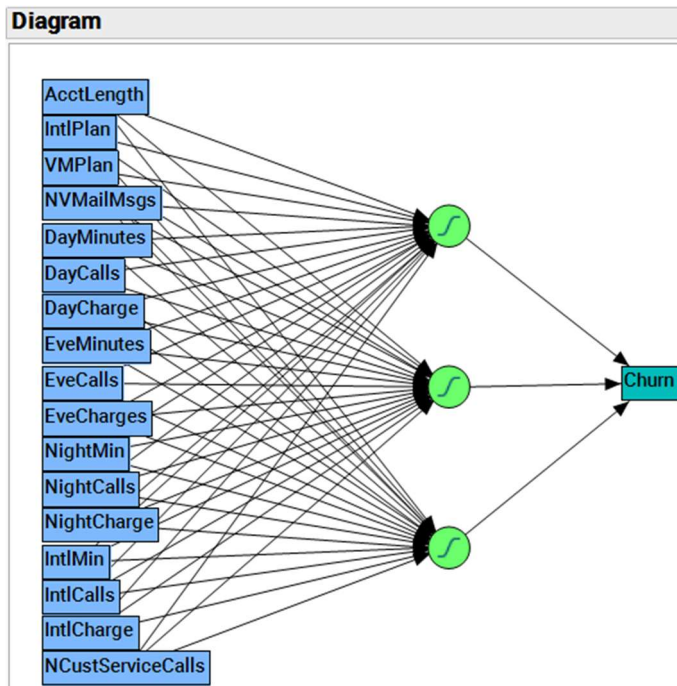 Diagram
AcctLength
IntlPlan
VMPlan
NVMailMsgs
DayMinutes
DayCalls
DayCharge
EveMinutes
EveCalls
EveCharges
NightMin
NightCalls
NightCharge
IntlMin
IntlCalls
IntlCharge
NCustServiceCalls
Churn